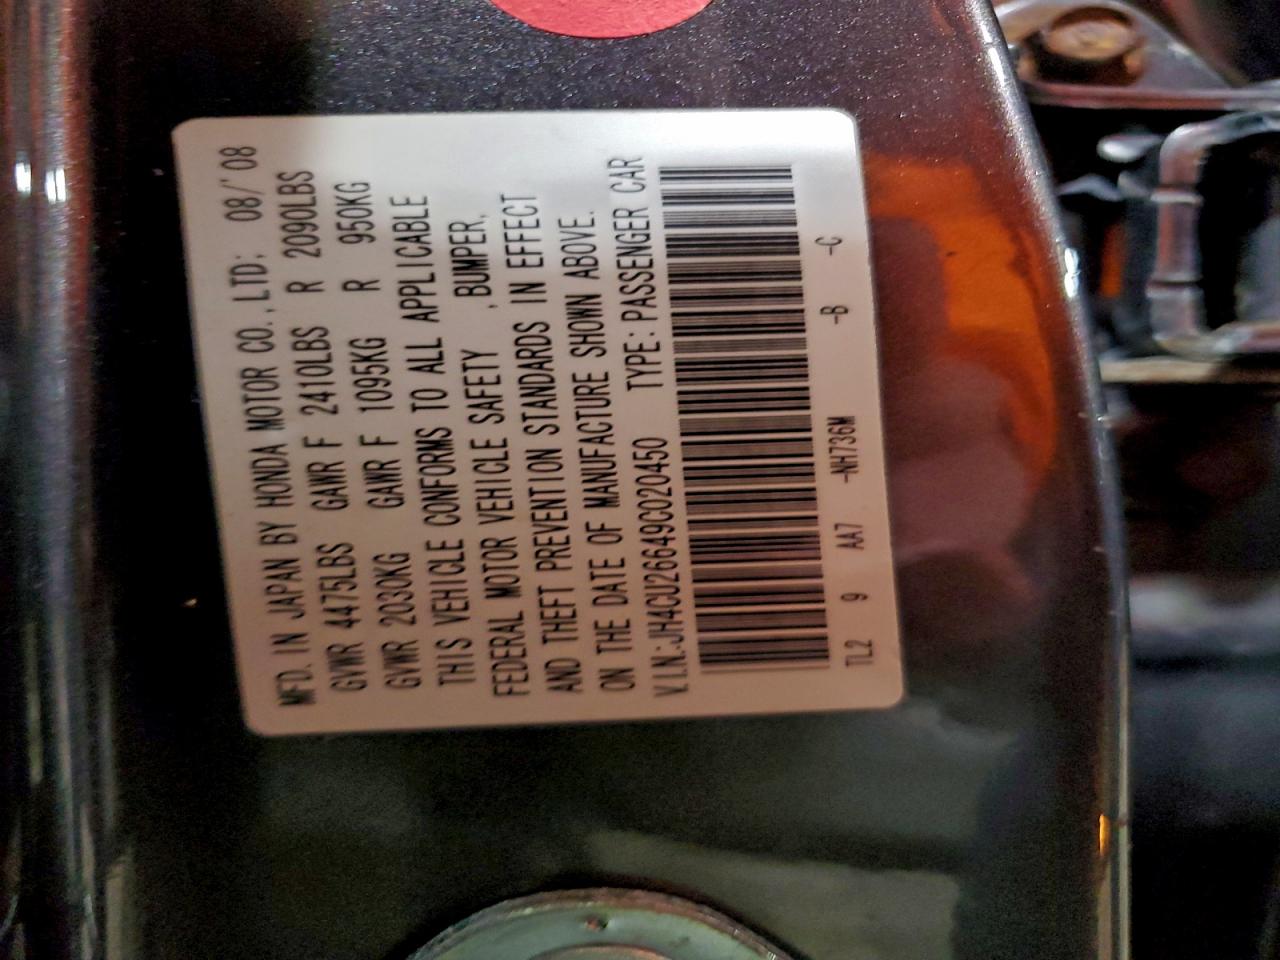 MFD. IN JAPAN BY HONDA MOTOR CO.,LTD: 08/'08
GVWR 4475LBS GAWR F 2410LBS R 2090LBS
GVWR 2030KG GAWR F 1095KG R 950KG
THIS VEHICLE CONFORMS TO ALL APPLICABLE
FEDERAL MOTOR VEHICLE SAFETY , BUMPER,
AND THEFT PREVENTION STANDARDS IN EFFECT
ON THE DATE OF MANUFACTURE SHOWN ABOVE.
V.I.N:JH4CU26649C020450 TYPE: PASSENGER CAR
TL2 9 AA7 -NH736M -B -C